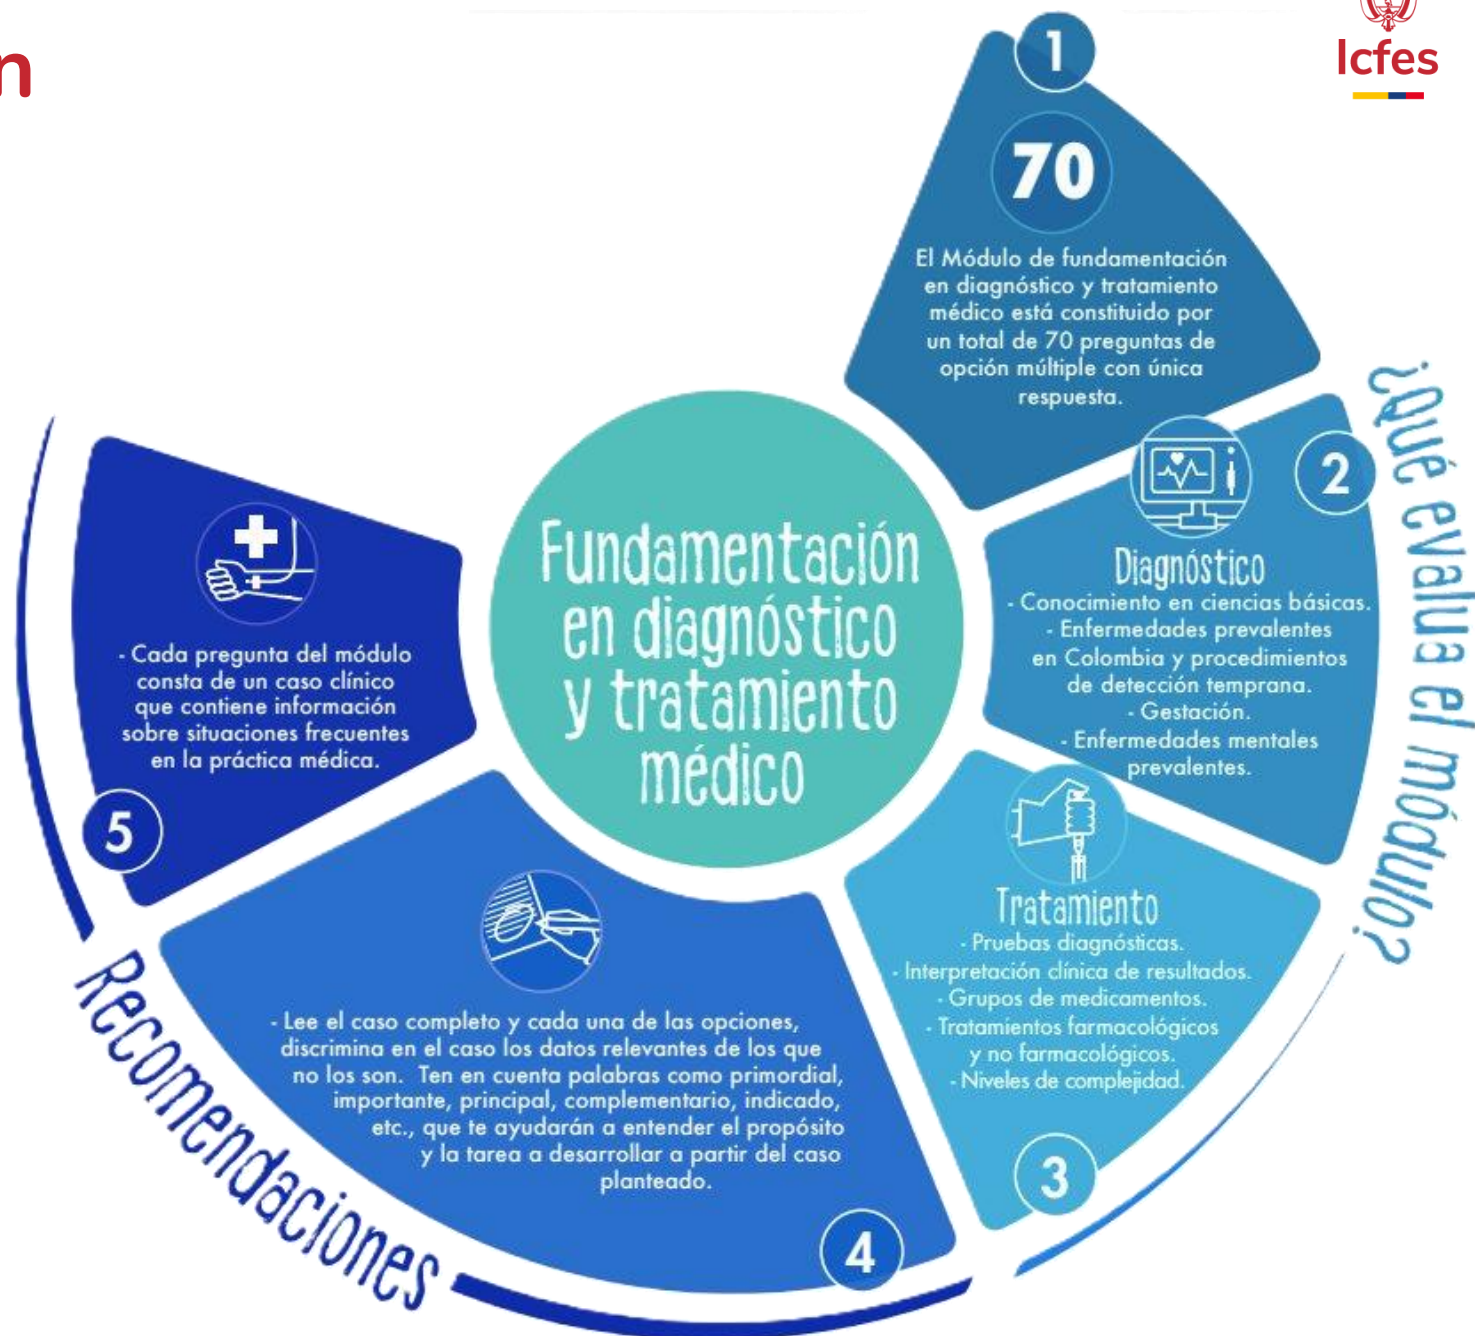 n
Icfes
1
70
El Módulo de fundamentación
en diagnóstico y tratamiento
médico está constituido por
un total de 70 preguntas de
opción múltiple con única
respuesta.
¿Qué evalua el módulo?
2
Diagnóstico
- Conocimiento en ciencias básicas.
- Enfermedades prevalentes
en Colombia y procedimientos
de detección temprana.
- Gestación.
- Enfermedades mentales
prevalentes.
Fundamentación
en diagnóstico
y tratamiento
médico
Tratamiento
- Pruebas diagnósticas.
- Interpretación clínica de resultados.
- Grupos de medicamentos.
- Tratamientos farmacológicos
y no farmacológicos.
- Niveles de complejidad.
3
Recomendaciones
- Lee el caso completo y cada una de las opciones,
discrimina en el caso los datos relevantes de los que
no los son. Ten en cuenta palabras como primordial,
importante, principal, complementario, indicado,
etc., que te ayudarán a entender el propósito
y la tarea a desarrollar a partir del caso
planteado.
4
- Cada pregunta del módulo
consta de un caso clínico
que contiene información
sobre situaciones frecuentes
en la práctica médica.
5